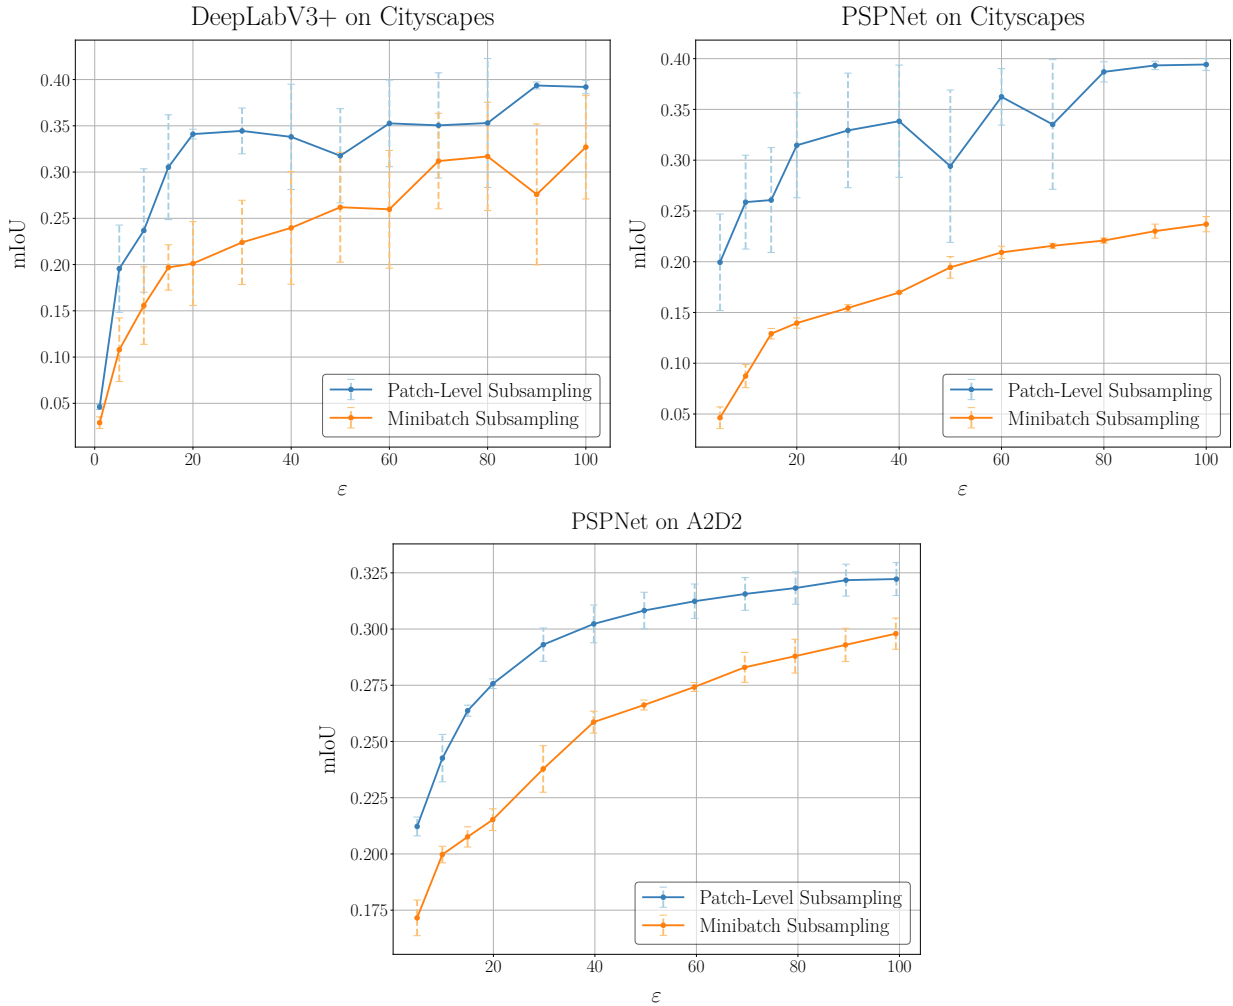 DeepLabV3+ on Cityscapes
mIoU
0.40
0.35
0.30
0.25
0.20
0.15
0.10
0.05
Patch-Level Subsampling
Minibatch Subsampling
0 20 40 60 80 100
ε
PSPNet on Cityscapes
mIoU
0.40
0.35
0.30
0.25
0.20
0.15
0.10
0.05
Patch-Level Subsampling
Minibatch Subsampling
20 40 60 80 100
ε
PSPNet on A2D2
mIoU
0.325
0.300
0.275
0.250
0.225
0.200
0.175
Patch-Level Subsampling
Minibatch Subsampling
20 40 60 80 100
ε